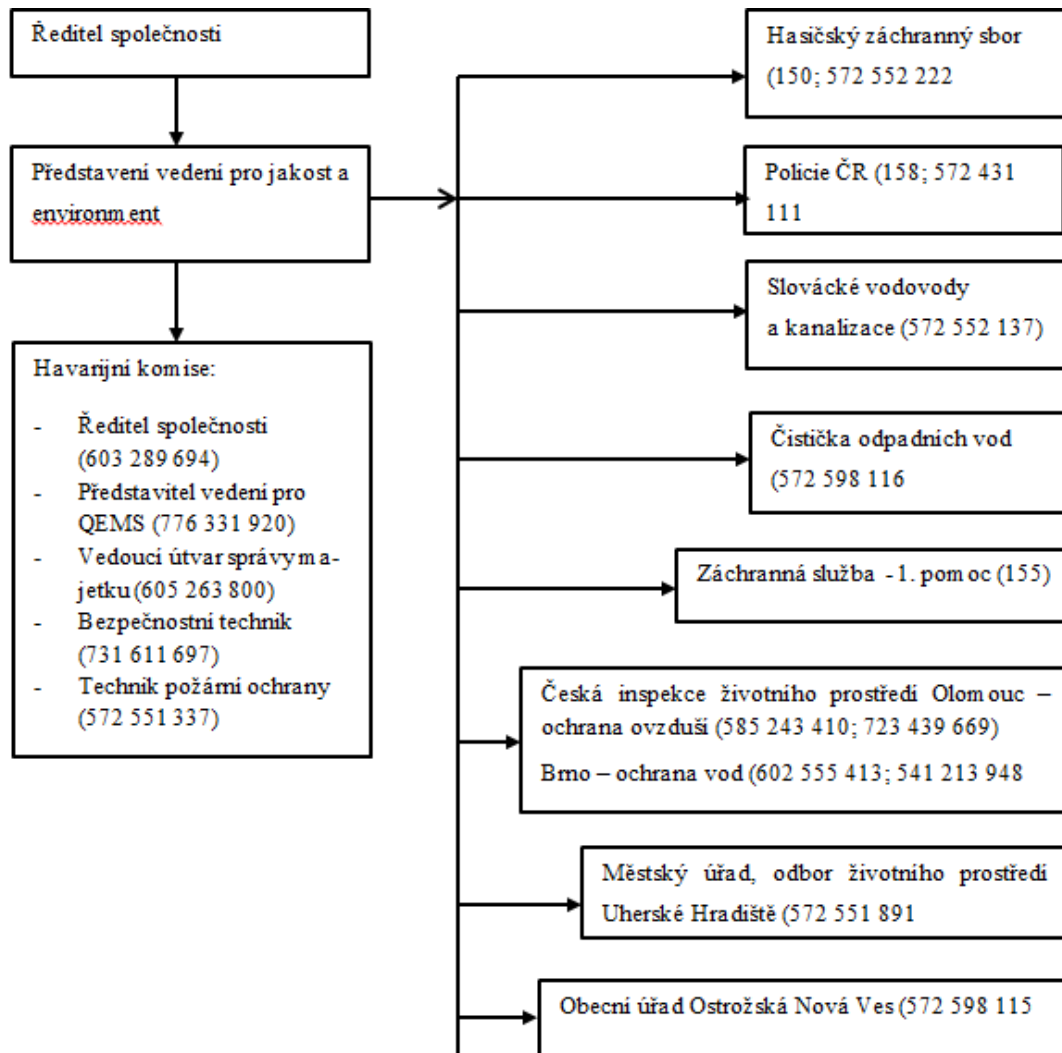 Ředitel společnosti
Představení vedení pro jakost a
environment
Havarijní komise:
- Ředitel společnosti
(603 289 694)
- Představitel vedení pro
QEMS (776 331 920)
- Vedoucí útvar správy ma-
jetku (605 263 800)
- Bezpečnostní technik
(731 611 697)
- Technik požární ochrany
(572 551 337)
Hasičský záchranný sbor
(150; 572 552 222
Policie ČR (158; 572 431
111
Slovácké vodovody
a kanalizace (572 552 137)
Čistička odpadních vod
(572 598 116
Záchranná služba - 1. pomoc (155)
Česká inspekce životního prostředí Olomouc –
ochrana ovzduší (585 243 410; 723 439 669)
Brno – ochrana vod (602 555 413; 541 213 948
Městský úřad, odbor životního prostředí
Uherské Hradiště (572 551 891
Obecní úřad Ostrožská Nová Ves (572 598 115